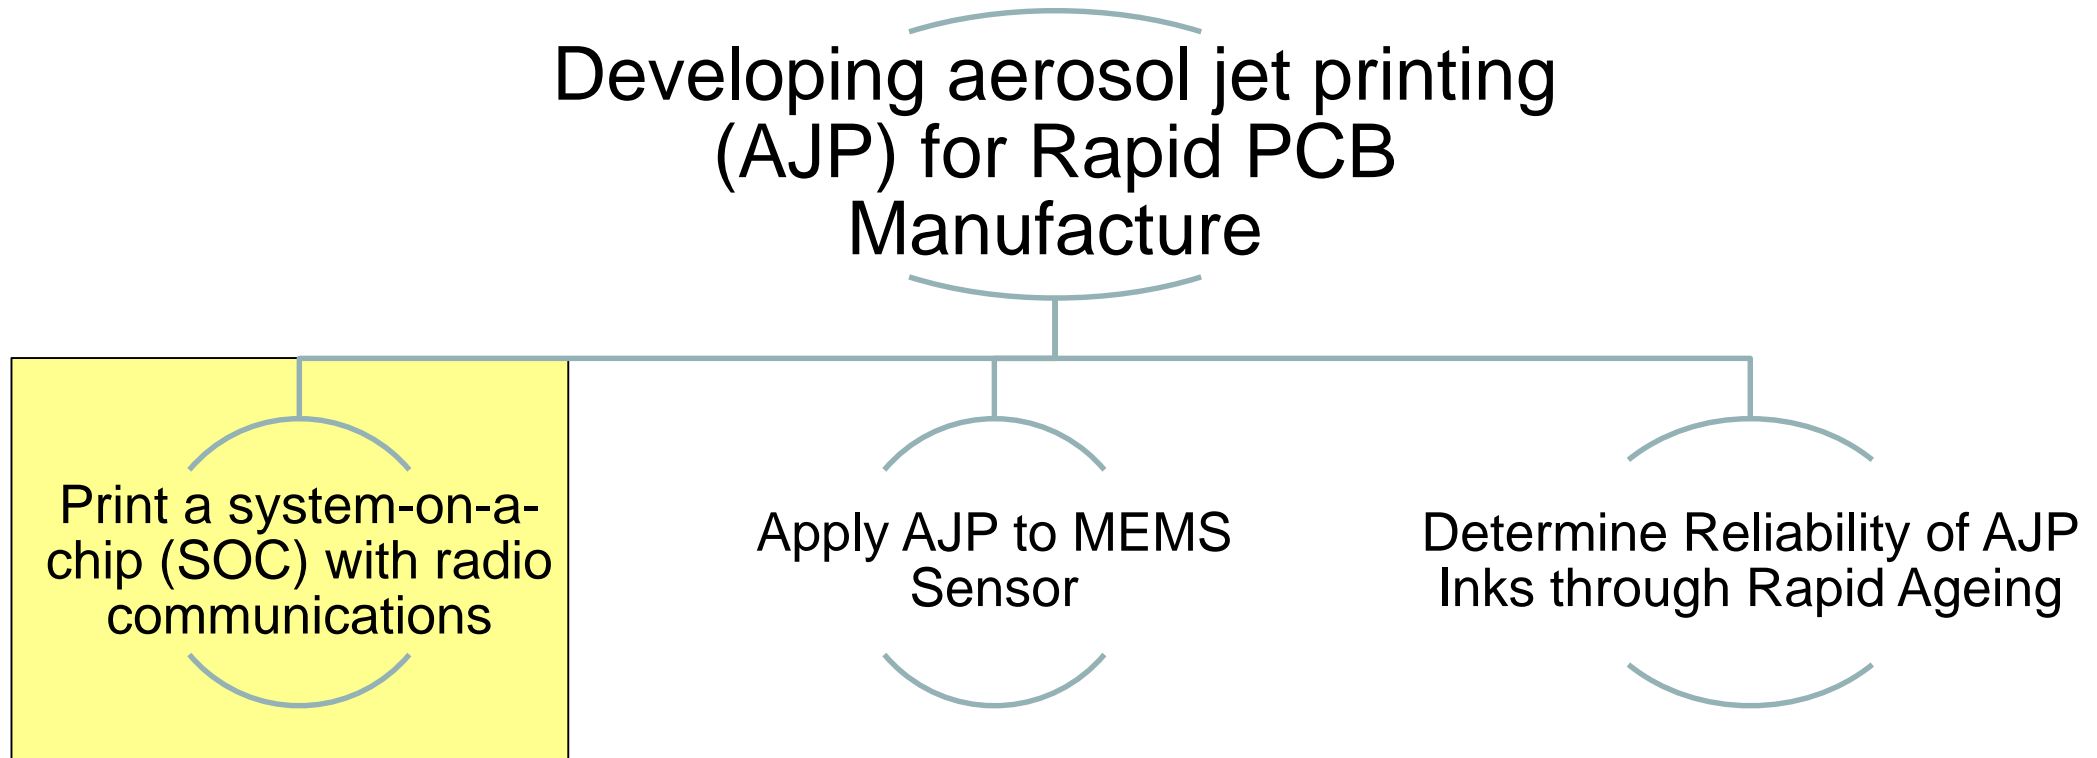 Developing aerosol jet printing
(AJP) for Rapid PCB
Manufacture
Print a system-on-a-
chip (SOC) with radio
communications
Apply AJP to MEMS
Sensor
Determine Reliability of AJP
Inks through Rapid Ageing